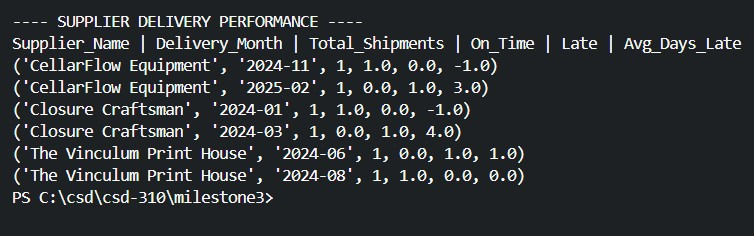 ---- SUPPLIER DELIVERY PERFORMANCE ----
Supplier_Name | Delivery_Month | Total_Shipments | On_Time | Late | Avg_Days_Late
('CellarFlow Equipment', '2024-11', 1, 1.0, 0.0, -1.0)
('CellarFlow Equipment', '2025-02', 1, 0.0, 1.0, 3.0)
('Closure Craftsman', '2024-01', 1, 1.0, 0.0, -1.0)
('Closure Craftsman', '2024-03', 1, 0.0, 1.0, 4.0)
('The Vinculum Print House', '2024-06', 1, 0.0, 1.0, 1.0)
('The Vinculum Print House', '2024-08', 1, 1.0, 0.0, 0.0)
PS C:\csd\csd-310\milestone3>